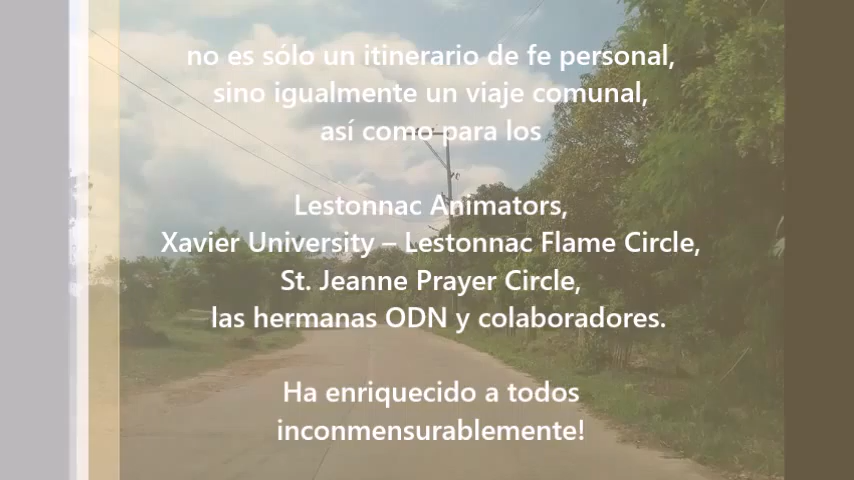 no es sólo un itinerario de fe personal,
sino igualmente un viaje comunal,
así como para los
Lestonnac Animators,
Xavier University – Lestonnac Flame Circle,
St. Jeanne Prayer Circle,
las hermanas ODN y colaboradores.
Ha enriquecido a todos
inconmensurablemente!